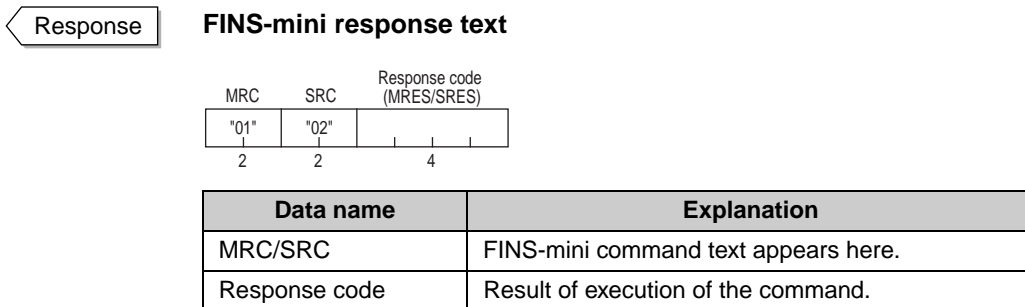 Response
FINS-mini response text
Response code
MRC SRC (MRES/SRES)
"01" "02"
2 2 4
Data name Explanation
MRC/SRC FINS-mini command text appears here.
Response code Result of execution of the command.